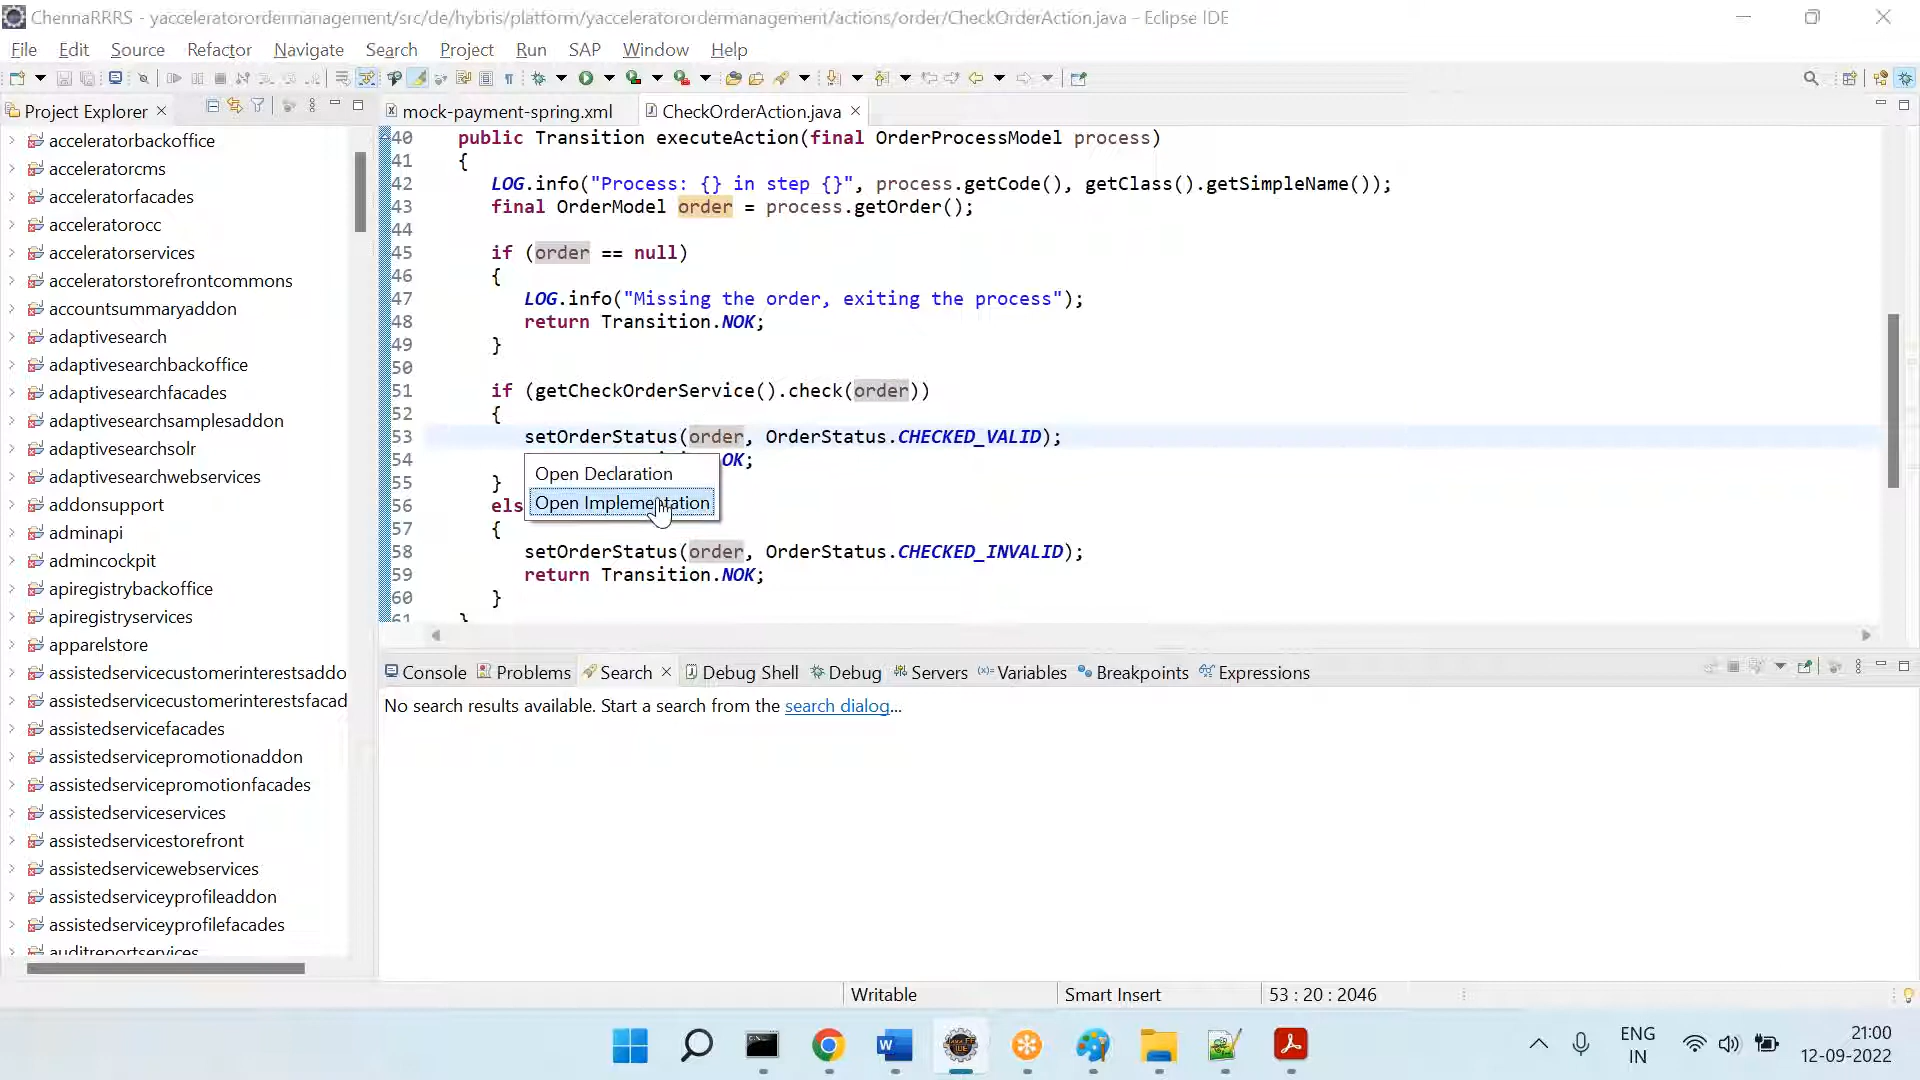 ChennaRRRS - yacceleratorordermanagement/src/de/hybris/platform/yacceleratorordermanagement/actions/order/CheckOrderAction.java - Eclipse IDE
File Edit Source Refactor Navigate Search Project Run SAP Window Help
Project Explorer
mock-payment-spring.xml
CheckOrderAction.java
acceleratorbackoffice
acceleratorcms
acceleratorfacades
acceleratorocc
acceleratorservices
acceleratorstorefrontcommons
accountsummaryaddon
adaptivesearch
adaptivesearchbackoffice
adaptivesearchfacades
adaptivesearchsamplesaddon
adaptivesearchsolr
adaptivesearchwebservices
addonsupport
adminapi
admincockpit
apiregistrybackoffice
apiregistryservices
apparelstore
assistedservicecustomerinterestsaddo
assistedservicecustomerinterestsfacad
assistedservicefacades
assistedservicepromotionaddon
assistedservicepromotionfacades
assistedserviceservices
assistedservicestorefront
assistedservicewebservices
assistedserviceyprofileaddon
assistedserviceyprofilefacades
auditreportservices
40 public Transition executeAction(final OrderProcessModel process)
41 {
42 LOG.info("Process: {} in step {}", process.getCode(), getClass().getSimpleName());
43 final OrderModel order = process.getOrder();
44
45 if (order == null)
46 {
47 LOG.info("Missing the order, exiting the process");
48 return Transition.NOK;
49 }
50
51 if (getCheckOrderService().check(order))
52 {
53 setOrderStatus(order, OrderStatus.CHECKED_VALID);
54 OK;
55 }
56 els
57 {
58 setOrderStatus(order, OrderStatus.CHECKED_INVALID);
59 return Transition.NOK;
60 }
61 }
Open Declaration
Open Implementation
Console Problems Search Debug Shell Debug Servers Variables Breakpoints Expressions
No search results available. Start a search from the search dialog...
Writable Smart Insert 53 : 20 : 2046
ENG
IN
21:00
12-09-2022